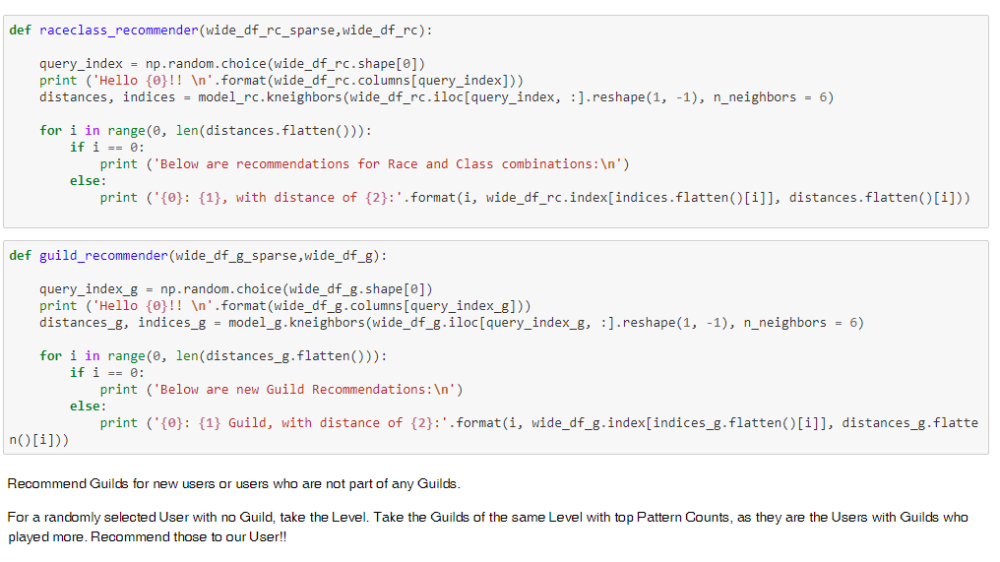 def raceclass_recommender(wide_df_rc_sparse,wide_df_rc):
query_index = np.random.choice(wide_df_rc.shape[0])
print ('Hello {0}!! \n'.format(wide_df_rc.columns[query_index]))
distances, indices = model_rc.kneighbors(wide_df_rc.iloc[query_index, :].reshape(1, -1), n_neighbors = 6)
for i in range(0, len(distances.flatten())):
if i == 0:
print ('Below are recommendations for Race and Class combinations:\n')
else:
print ('{0}: {1}, with distance of {2}:'.format(i, wide_df_rc.index[indices.flatten()[i]], distances.flatten()[i]))
def guild_recommender(wide_df_g_sparse,wide_df_g):
query_index_g = np.random.choice(wide_df_g.shape[0])
print ('Hello {0}!! \n'.format(wide_df_g.columns[query_index_g]))
distances_g, indices_g = model_g.kneighbors(wide_df_g.iloc[query_index_g, :].reshape(1, -1), n_neighbors = 6)
for i in range(0, len(distances_g.flatten())):
if i == 0:
print ('Below are new Guild Recommendations:\n')
else:
print ('{0}: {1} Guild, with distance of {2}:'.format(i, wide_df_g.index[indices_g.flatten()[i]], distances_g.flatte
n()[i]))
Recommend Guilds for new users or users who are not part of any Guilds.
For a randomly selected User with no Guild, take the Level. Take the Guilds of the same Level with top Pattern Counts, as they are the Users with Guilds who
played more. Recommend those to our User!!